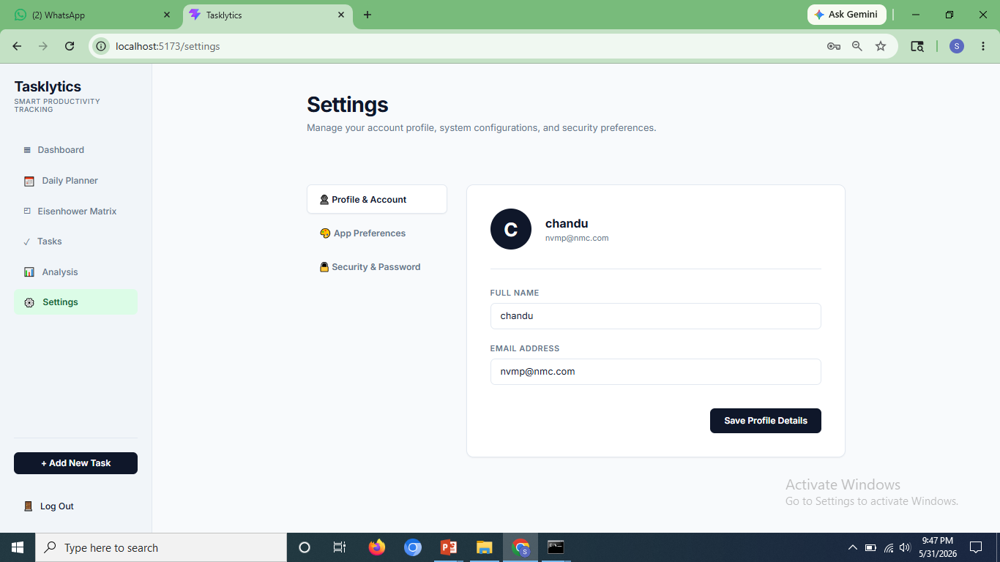 (2) WhatsApp
Tasklytics
Ask Gemini
localhost:5173/settings
S
Tasklytics
SMART PRODUCTIVITY
TRACKING
Dashboard
Daily Planner
Eisenhower Matrix
Tasks
Analysis
Settings
+ Add New Task
Log Out
Settings
Manage your account profile, system configurations, and security preferences.
Profile & Account
App Preferences
Security & Password
C
chandu
nvmp@nmc.com
FULL NAME
chandu
EMAIL ADDRESS
nvmp@nmc.com
Save Profile Details
Activate Windows
Go to Settings to activate Windows.
Type here to search
S
9:47 PM
5/31/2026